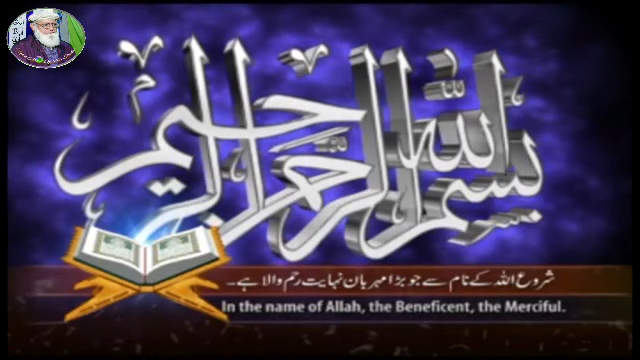 بسم الله الرحمن الرحيم
شروع اللہ کے نام سے جو بڑا مہربان نہایت رحم والا ہے۔
In the name of Allah, the Beneficent, the Merciful.